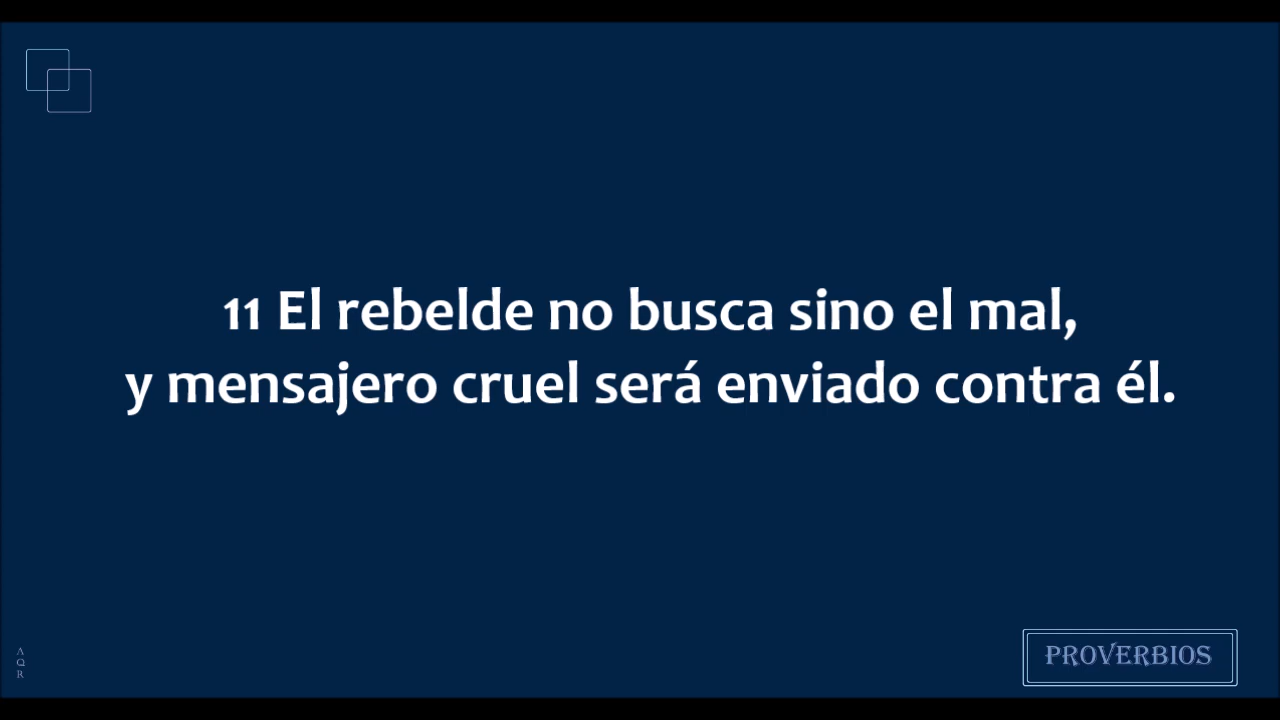 11 El rebelde no busca sino el mal,
y mensajero cruel será enviado contra él.
PROVERBIOS
A
Q
R